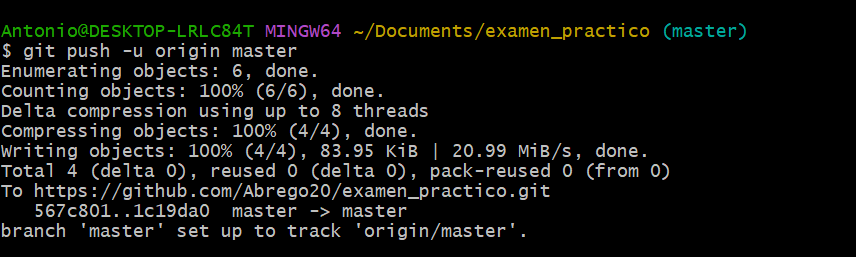 Antonio@DESKTOP-LRLC84T MINGW64 ~/Documents/examen_practico (master)
$ git push -u origin master
Enumerating objects: 6, done.
Counting objects: 100% (6/6), done.
Delta compression using up to 8 threads
Compressing objects: 100% (4/4), done.
Writing objects: 100% (4/4), 83.95 KiB | 20.99 MiB/s, done.
Total 4 (delta 0), reused 0 (delta 0), pack-reused 0 (from 0)
To https://github.com/Abrego20/examen_practico.git
   567c801..1c19da0  master -> master
branch 'master' set up to track 'origin/master'.